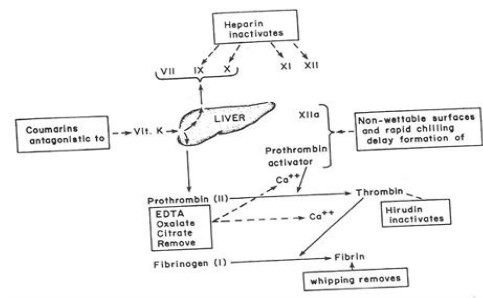 Heparin
inactivates
VII IX X XI XII
LIVER
XIIa
Non-wettable surfaces
and rapid chilling
delay formation of
Coumarins
antagonistic to
Vit. K
Prothrombin
activator
Ca++
Prothrombin (II)
Thrombin
EDTA
Oxalate
Citrate
Remove
Ca++
Hirudin
inactivates
Fibrinogen (I)
Fibrin
whipping removes